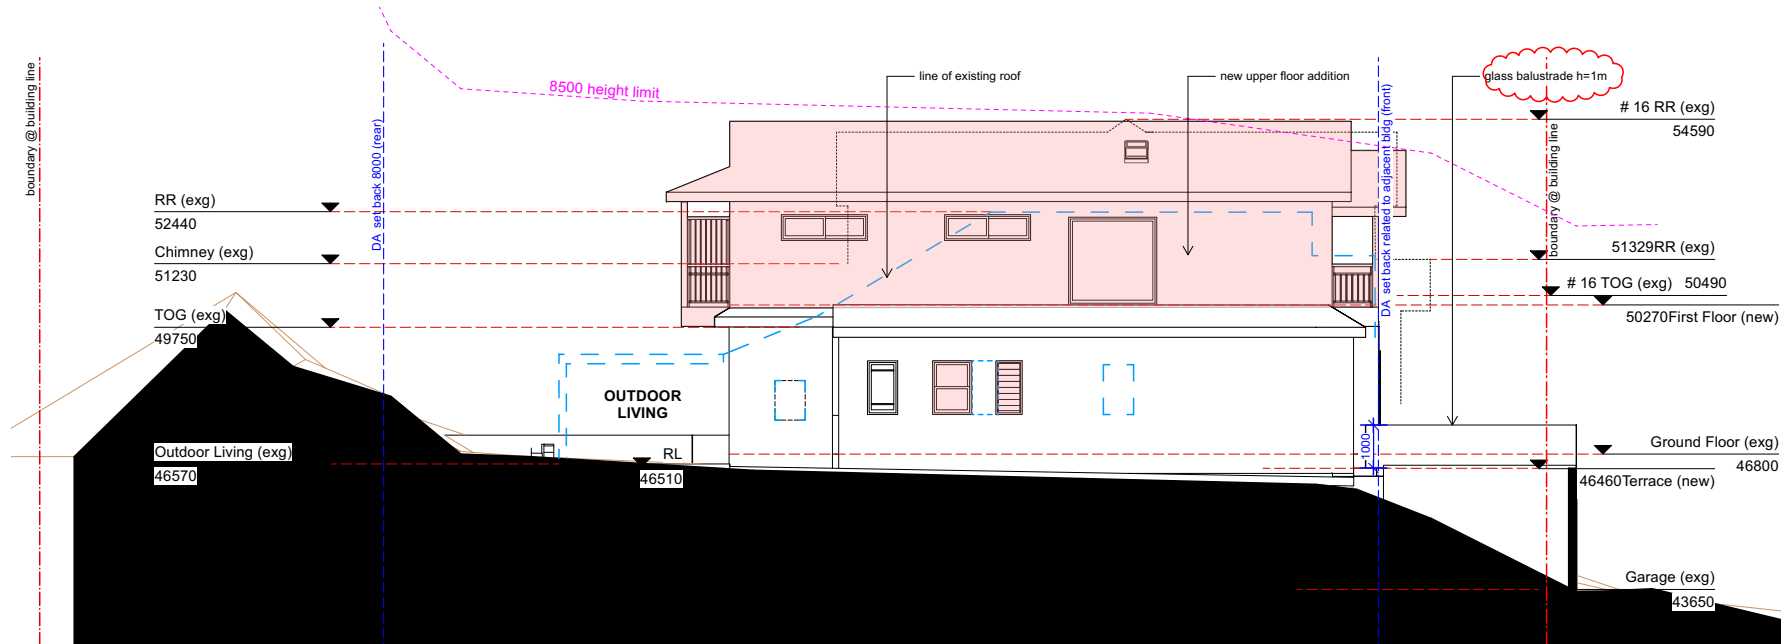 boundary @ building line
DA set back 8000 (rear)
8500 height limit
line of existing roof
new upper floor addition
DA set back related to adjacent bldg (front)
glass balustrade h=1m
boundary @ building line
# 16 RR (exg)
54590
RR (exg)
52440
Chimney (exg)
51230
TOG (exg)
49750
51329RR (exg)
# 16 TOG (exg) 50490
50270First Floor (new)
OUTDOOR
LIVING
Outdoor Living (exg)
46570
RL
46510
1000
Ground Floor (exg)
46800
46460Terrace (new)
Garage (exg)
43650